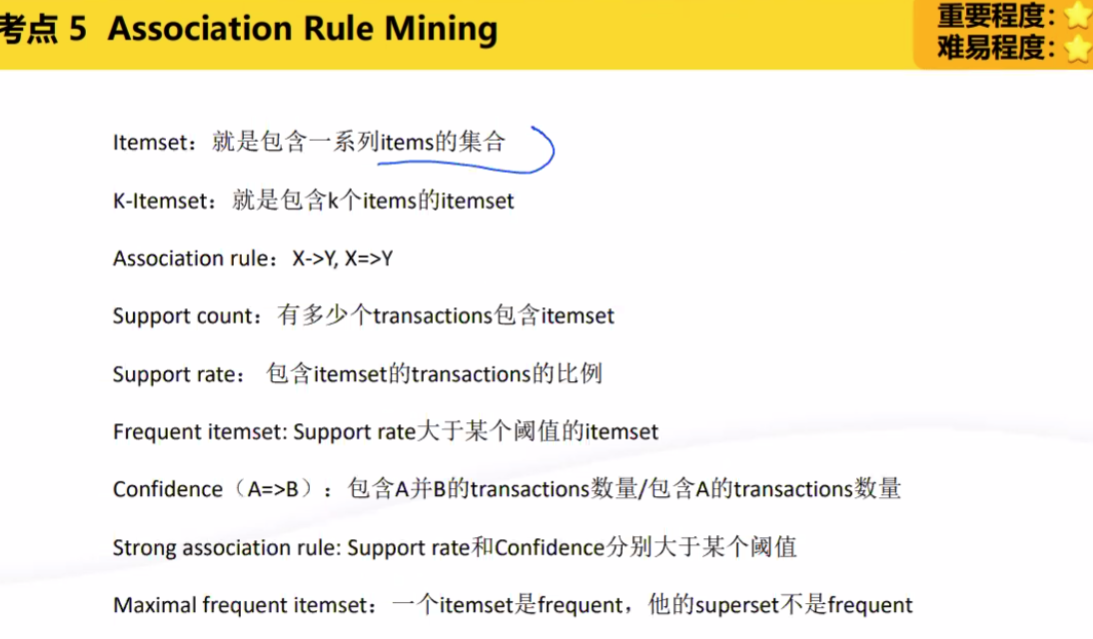 考点 5 Association Rule Mining
重要程度：
难易程度：
Itemset：就是包含一系列items的集合
K-Itemset：就是包含k个items的itemset
Association rule：X->Y, X=>Y
Support count：有多少个transactions包含itemset
Support rate： 包含itemset的transactions的比例
Frequent itemset: Support rate大于某个阈值的itemset
Confidence（A=>B）：包含A并B的transactions数量/包含A的transactions数量
Strong association rule: Support rate和Confidence分别大于某个阈值
Maximal frequent itemset：一个itemset是frequent，他的superset不是frequent